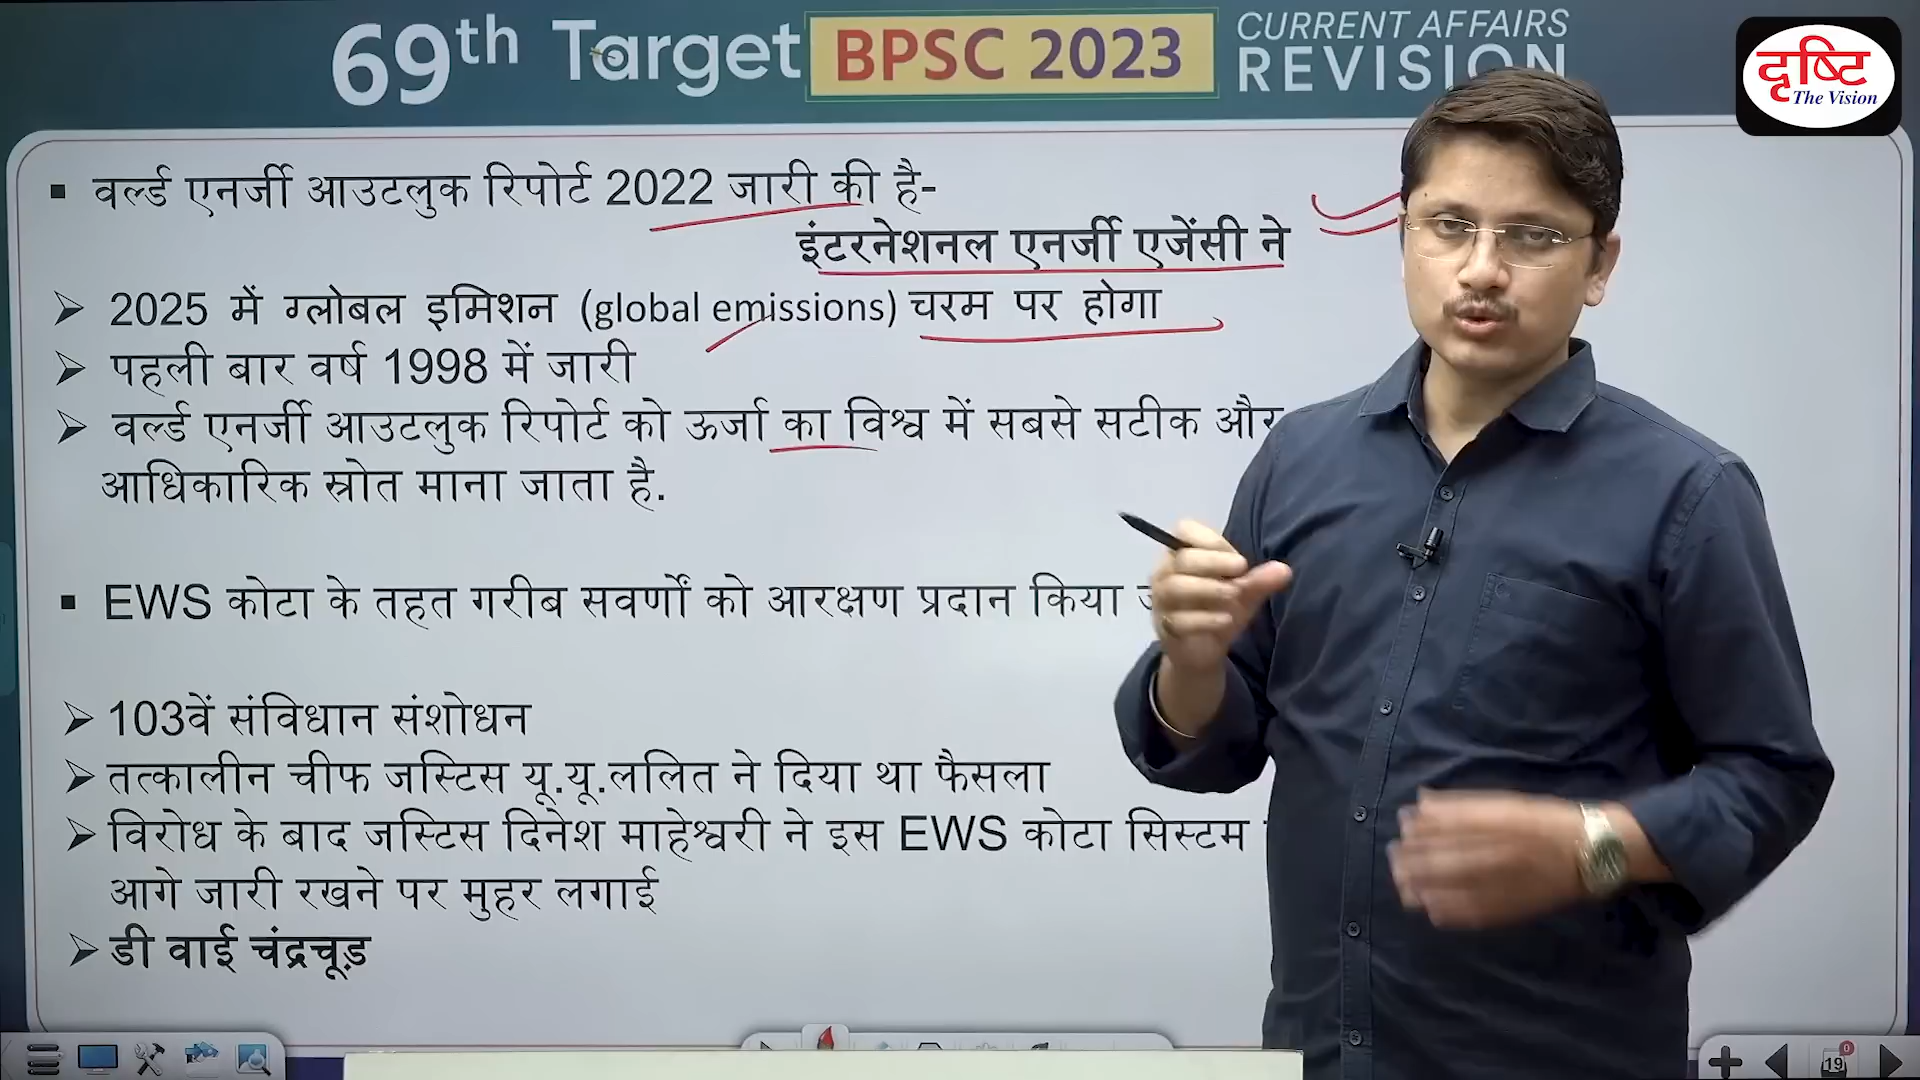 69th Target BPSC 2023 CURRENT AFFAIRS
REVISION
दृष्टि
The Vision
▪ वर्ल्ड एनर्जी आउटलुक रिपोर्ट 2022 जारी की है-
इंटरनेशनल एनर्जी एजेंसी ने
➢ 2025 में ग्लोबल इमिशन (global emissions) चरम पर होगा
➢ पहली बार वर्ष 1998 में जारी
➢ वर्ल्ड एनर्जी आउटलुक रिपोर्ट को ऊर्जा का विश्व में सबसे सटीक और
आधिकारिक स्रोत माना जाता है.
▪ EWS कोटा के तहत गरीब सवर्णों को आरक्षण प्रदान किया
➢ 103वें संविधान संशोधन
➢ तत्कालीन चीफ जस्टिस यू.यू.ललित ने दिया था फैसला
➢ विरोध के बाद जस्टिस दिनेश माहेश्वरी ने इस EWS कोटा सिस्टम
आगे जारी रखने पर मुहर लगाई
➢ डी वाई चंद्रचूड़
19
0